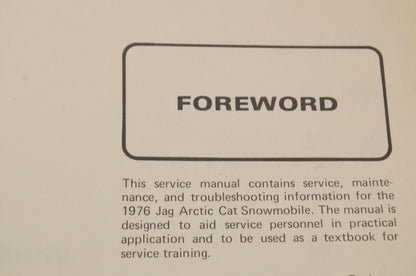 FOREWORD
This service manual contains service, mainte-
nance, and troubleshooting information for the
1976 Jag Arctic Cat Snowmobile. The manual is
designed to aid service personnel in practical
application and to be used as a textbook for
service training.